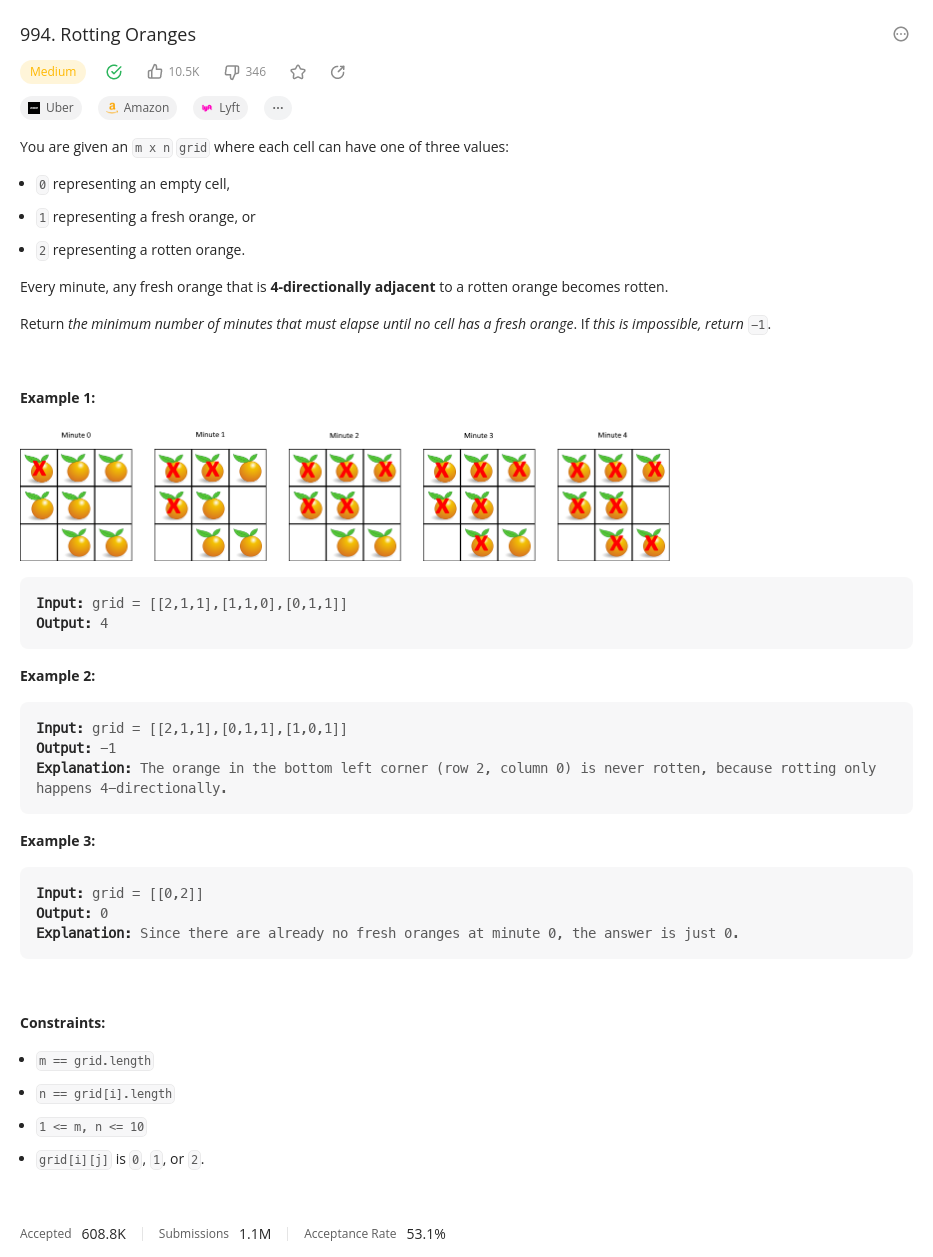 994. Rotting Oranges
Medium 10.5K 346
Uber a Amazon Lyft
You are given an m x n grid where each cell can have one of three values:
0 representing an empty cell,
1 representing a fresh orange, or
2 representing a rotten orange.
Every minute, any fresh orange that is 4-directionally adjacent to a rotten orange becomes rotten.
Return the minimum number of minutes that must elapse until no cell has a fresh orange. If this is impossible, return −1.
Example 1:
Minute 0 Minute 1 Minute 2 Minute 3 Minute 4
Input: grid = [[2,1,1],[1,1,0],[0,1,1]]
Output: 4
Example 2:
Input: grid = [[2,1,1],[0,1,1],[1,0,1]]
Output: −1
Explanation: The orange in the bottom left corner (row 2, column 0) is never rotten, because rotting only
happens 4−directionally.
Example 3:
Input: grid = [[0,2]]
Output: 0
Explanation: Since there are already no fresh oranges at minute 0, the answer is just 0.
Constraints:
m == grid.length
n == grid[i].length
1 <= m, n <= 10
grid[i][j] is 0, 1, or 2.
Accepted 608.8K Submissions 1.1M Acceptance Rate 53.1%